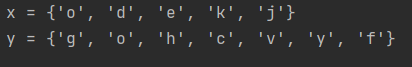 x = {'o', 'd', 'e', 'k', 'j'}
y = {'g', 'o', 'h', 'c', 'v', 'y', 'f'}